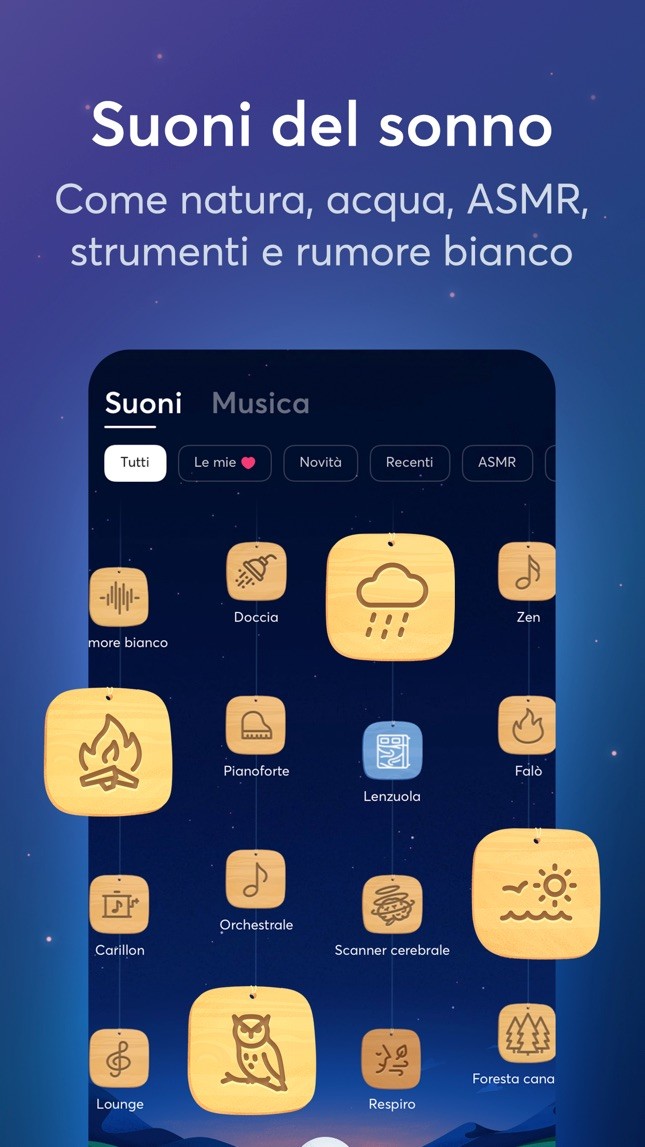 Suoni del sonno
Come natura, acqua, ASMR,
strumenti e rumore bianco
Suoni Musica
Tutti Le mie Novità Recenti ASMR
more bianco
Doccia
Zen
Pianoforte
Lenzuola
Falò
Carillon
Orchestrale
Scanner cerebrale
Lounge
Respiro
Foresta cana